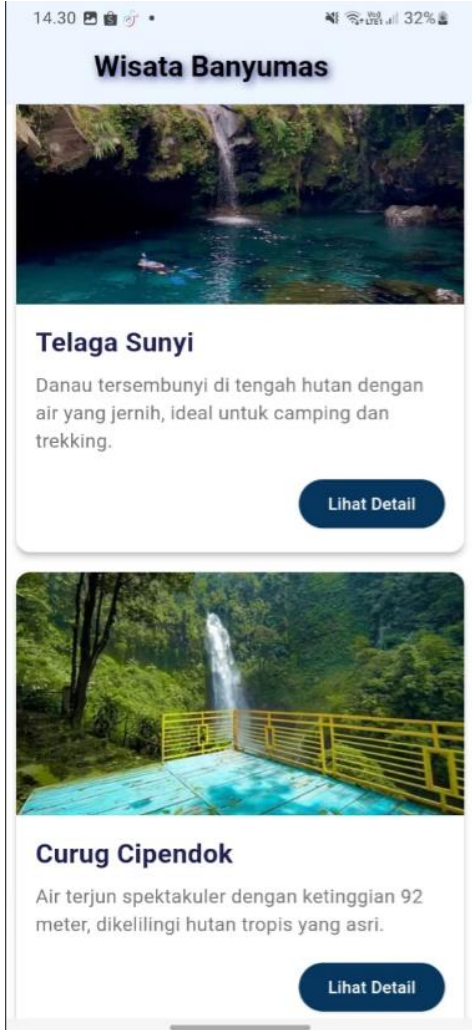 14.30 32%
Wisata Banyumas
Telaga Sunyi
Danau tersembunyi di tengah hutan dengan
air yang jernih, ideal untuk camping dan
trekking.
Lihat Detail
Curug Cipendok
Air terjun spektakuler dengan ketinggian 92
meter, dikelilingi hutan tropis yang asri.
Lihat Detail